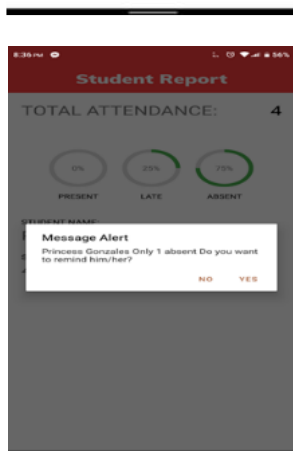 8:36 PM 56%
Student Report
TOTAL ATTENDANCE: 4
0% 25% 75%
PRESENT LATE ABSENT
STUDENT NAME:
Message Alert
Princess Gonzales Only 1 absent Do you want
to remind him/her?
NO YES